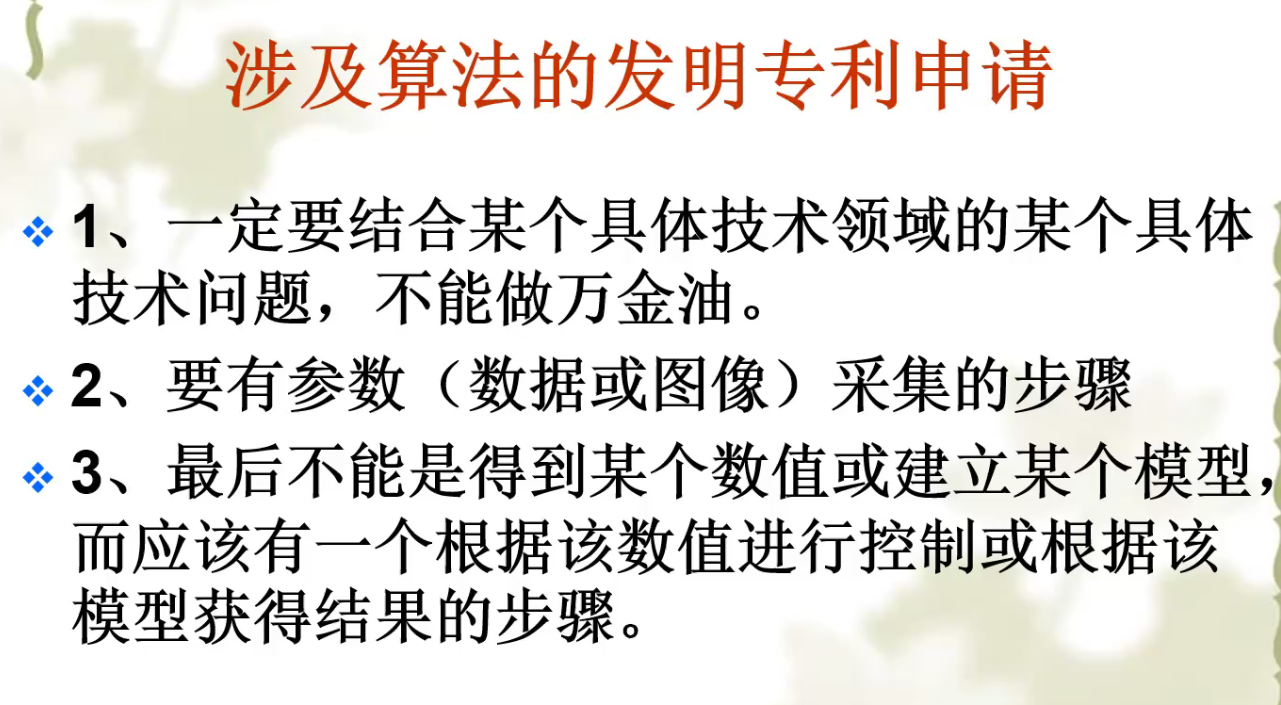 涉及算法的发明专利申请
1、一定要结合某个具体技术领域的某个具体
技术问题，不能做万金油。
2、要有参数（数据或图像）采集的步骤
3、最后不能是得到某个数值或建立某个模型，
而应该有一个根据该数值进行控制或根据该
模型获得结果的步骤。